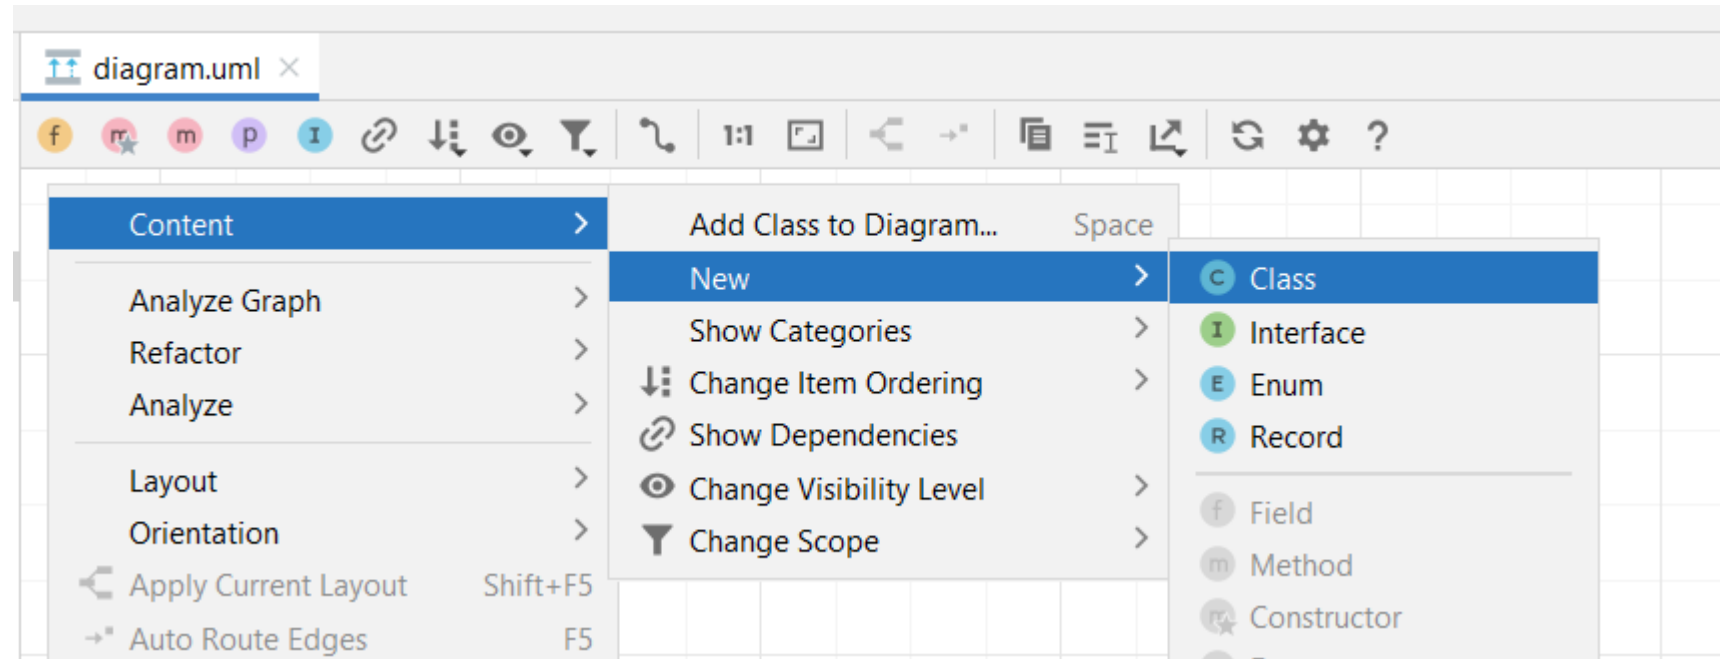 diagram.uml
f m m p I 1:1 ?
Content
Analyze Graph
Refactor
Analyze
Layout
Orientation
Apply Current Layout Shift+F5
Auto Route Edges F5
Add Class to Diagram... Space
New
Show Categories
Change Item Ordering
Show Dependencies
Change Visibility Level
Change Scope
C Class
I Interface
E Enum
R Record
f Field
m Method
m Constructor